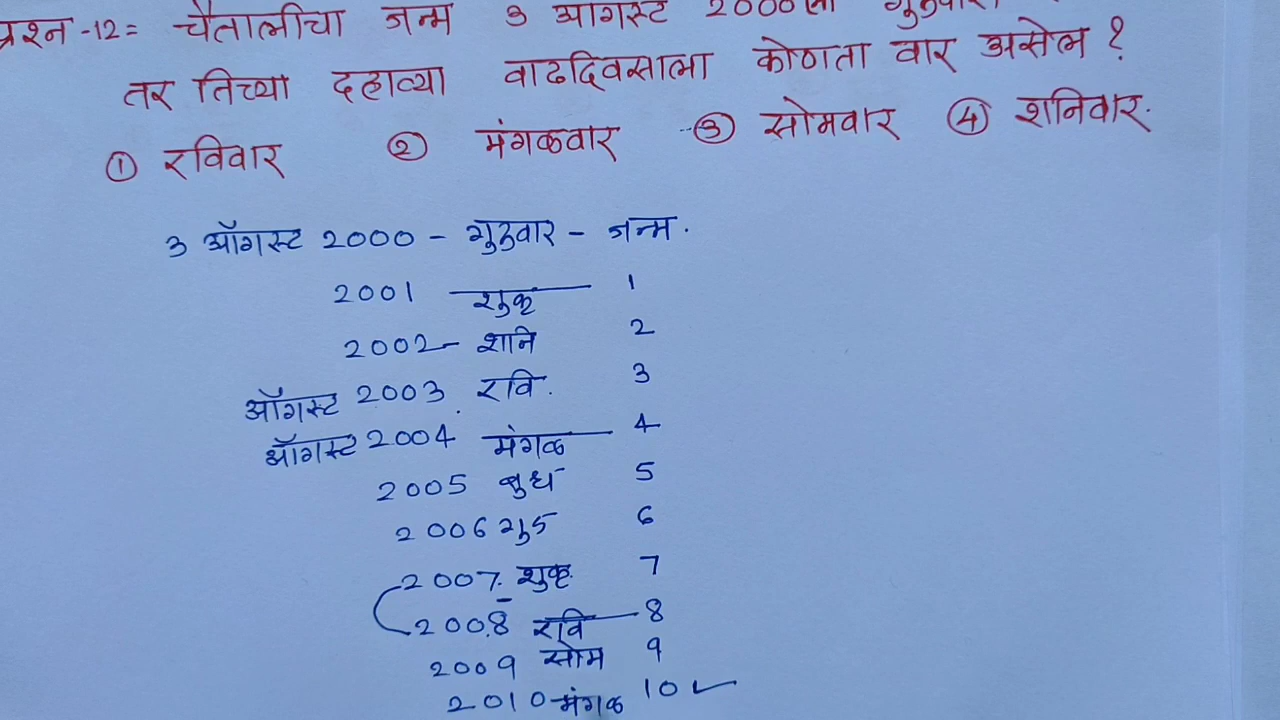 प्रश्न -12= चैतालीचा जन्म 3 आगस्ट 2000ला गुरुवारी
तर तिच्या दहाव्या वाढदिवसाला कोणता वार असेल ?
① रविवार ② मंगळवार ③ सोमवार ④ शनिवार.
3 ऑगस्ट 2000 - गुरुवार - जन्म.
2001 शुक्र 1
2002 - शनि 2
ऑगस्ट 2003. रवि. 3
ऑगस्ट 2004 मंगळ 4
2005 बुध 5
2006 गुरु 6
2007. शुक्र. 7
2008 रवि 8
2009 सोम 9
2010 - मंगळ 10 ✓